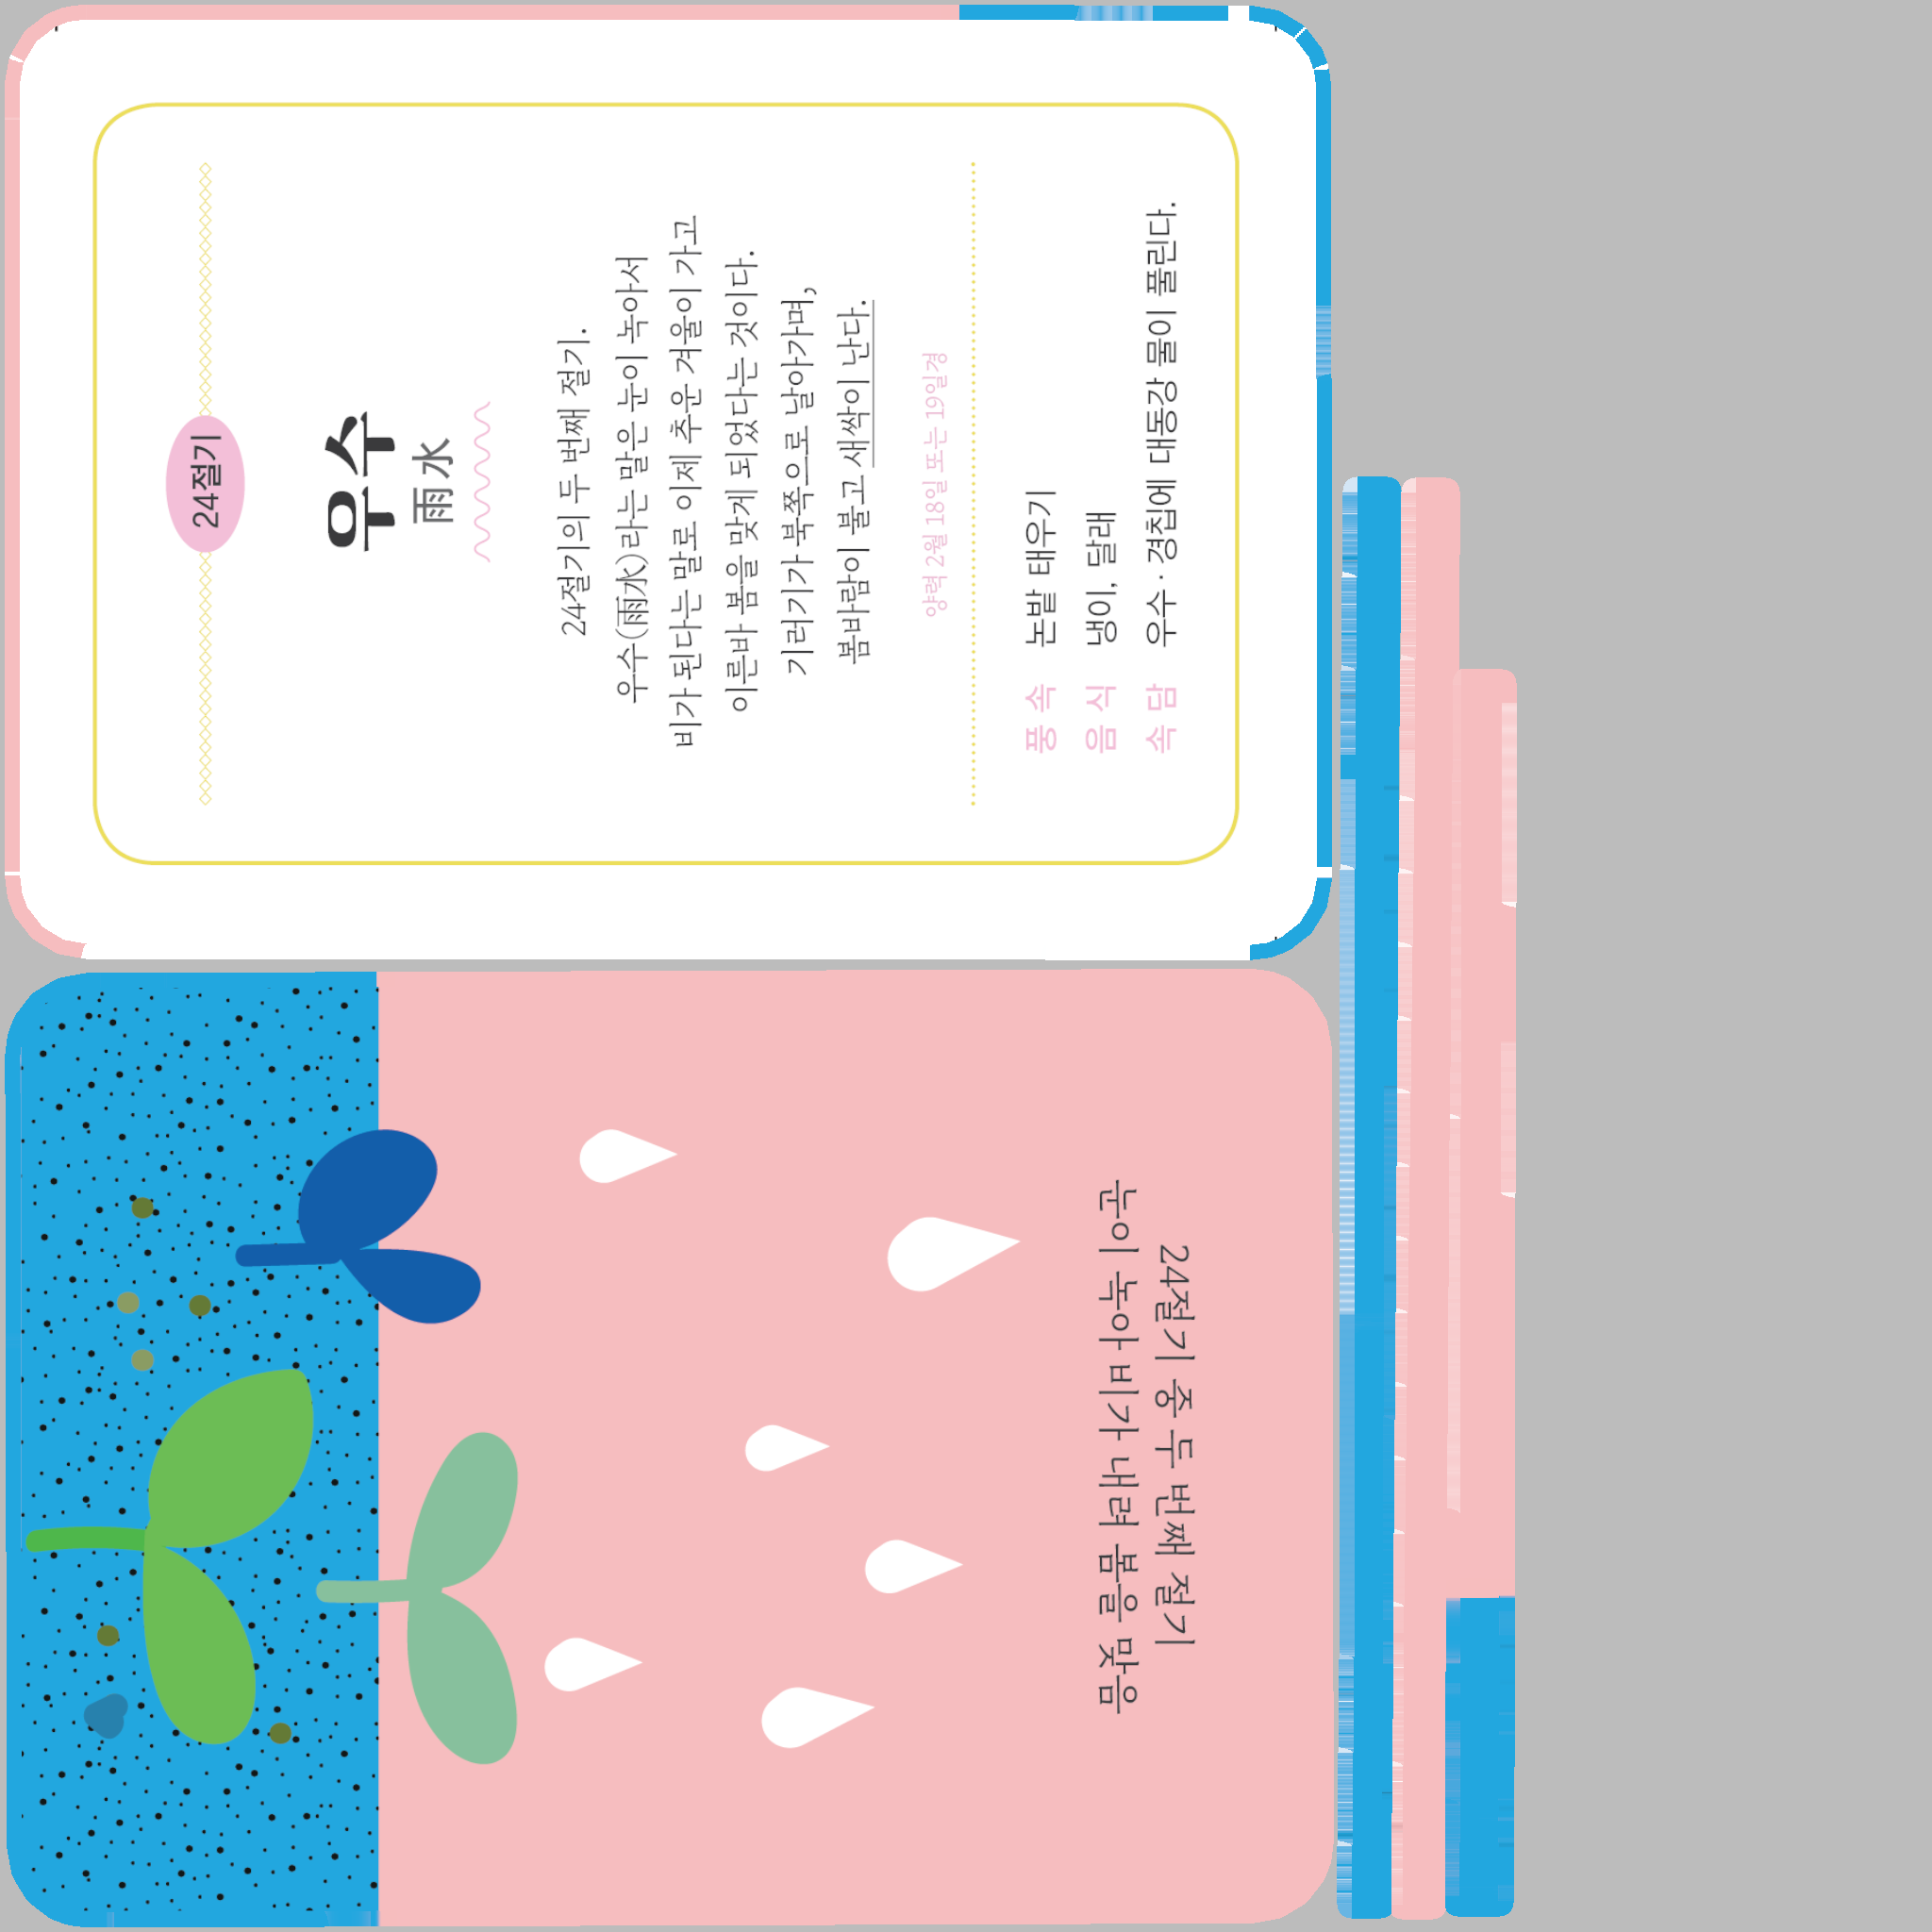 24절기
우수
雨水
24절기의 두 번째 절기.
우수(雨水)라는 말은 눈이 녹아서
비가 된다는 말로 이제 추운 겨울이 가고
이른바 봄을 맞게 되었다는 것이다.
기러기가 북쪽으로 날아가며,
봄바람이 불고 새싹이 난다.
양력 2월 18일 또는 19일경
풍속 논밭 태우기
음식 냉이, 달래
속담 우수·경칩에 대동강 물이 풀린다.
24절기 중 두 번째 절기
눈이 녹아 비가 내려 봄을 맞음